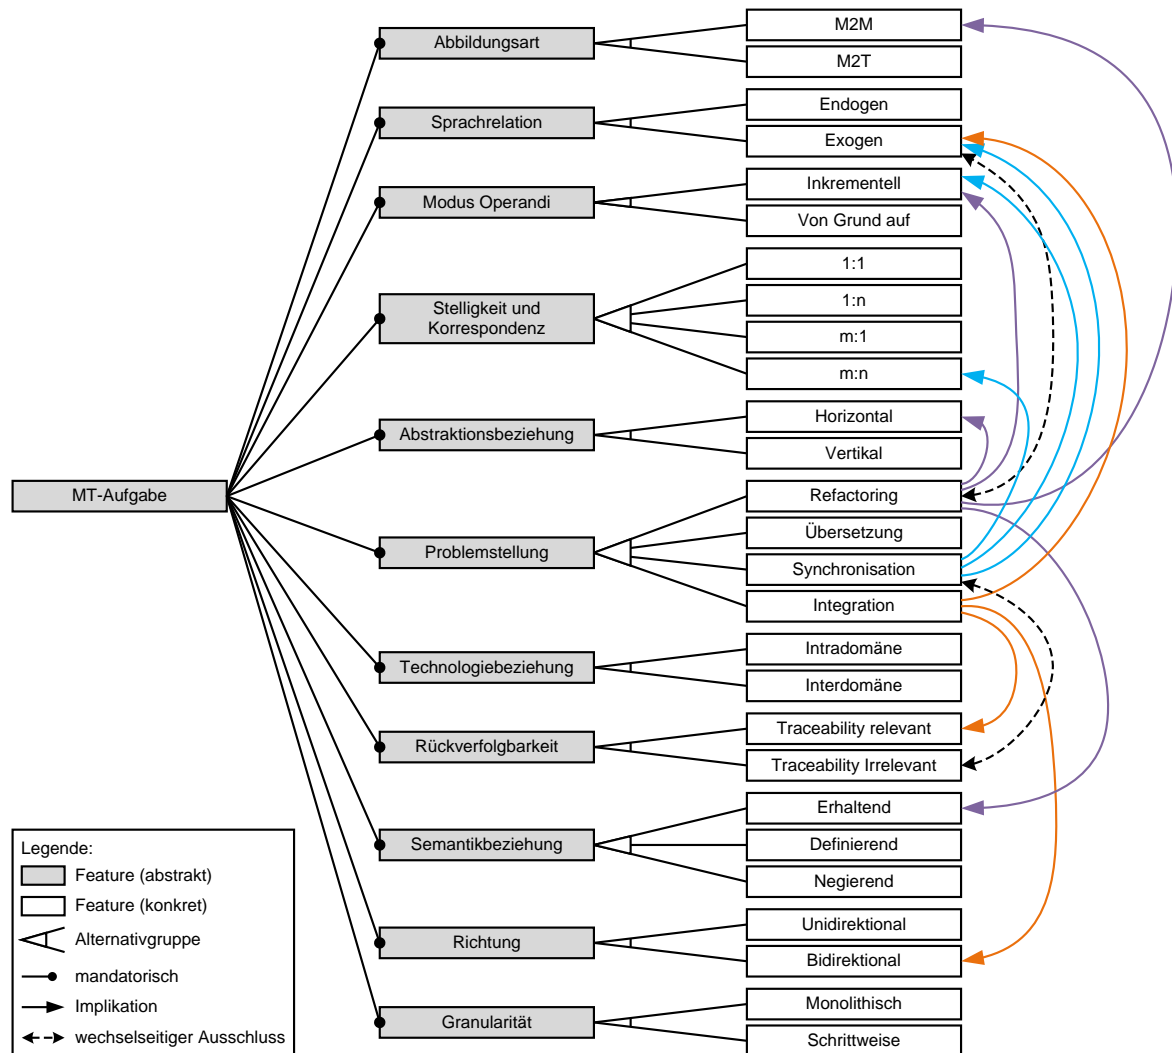 MT-Aufgabe
Abbildungsart
M2M
M2T
Sprachrelation
Endogen
Exogen
Modus Operandi
Inkrementell
Von Grund auf
Stelligkeit und
Korrespondenz
1:1
1:n
m:1
m:n
Abstraktionsbeziehung
Horizontal
Vertikal
Problemstellung
Refactoring
Übersetzung
Synchronisation
Integration
Technologiebeziehung
Intradomäne
Interdomäne
Rückverfolgbarkeit
Traceability relevant
Traceability Irrelevant
Semantikbeziehung
Erhaltend
Definierend
Negierend
Richtung
Unidirektional
Bidirektional
Granularität
Monolithisch
Schrittweise
Legende:
Feature (abstrakt)
Feature (konkret)
Alternativgruppe
mandatorisch
Implikation
wechselseitiger Ausschluss